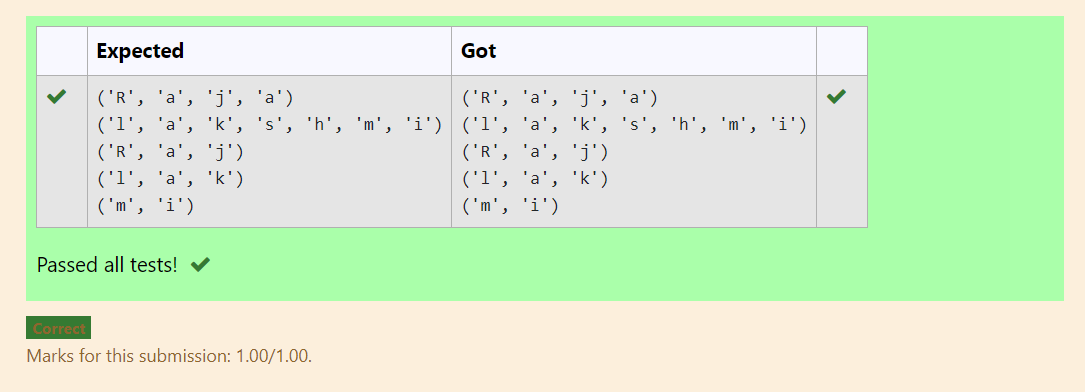 Expected Got
('R', 'a', 'j', 'a') ('R', 'a', 'j', 'a')
('l', 'a', 'k', 's', 'h', 'm', 'i') ('l', 'a', 'k', 's', 'h', 'm', 'i')
('R', 'a', 'j') ('R', 'a', 'j')
('l', 'a', 'k') ('l', 'a', 'k')
('m', 'i') ('m', 'i')
Passed all tests!
Correct
Marks for this submission: 1.00/1.00.